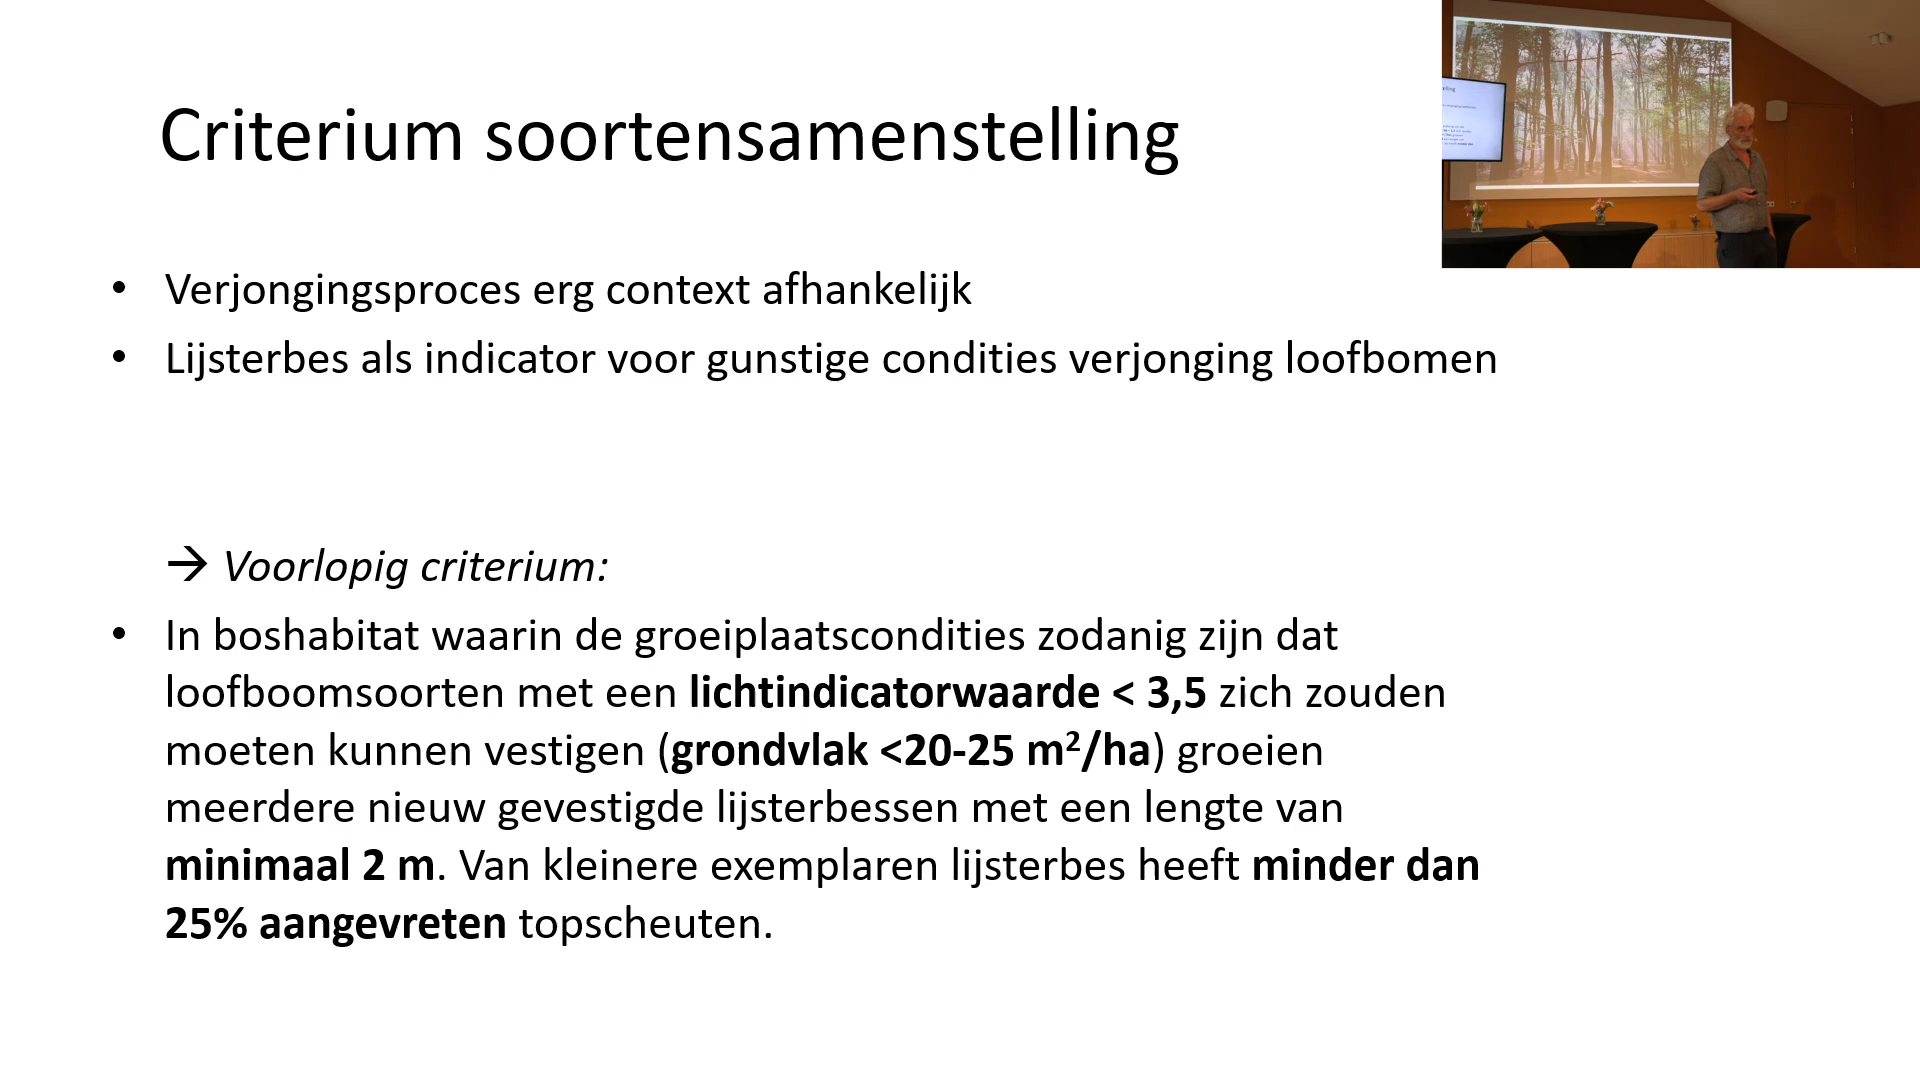 Criterium soortensamenstelling
• Verjongingsproces erg context afhankelijk
• Lijsterbes als indicator voor gunstige condities verjonging loofbomen
→ Voorlopig criterium:
• In boshabitat waarin de groeiplaatscondities zodanig zijn dat
loofboomsoorten met een lichtindicatorwaarde < 3,5 zich zouden
moeten kunnen vestigen (grondvlak <20-25 m²/ha) groeien
meerdere nieuw gevestigde lijsterbessen met een lengte van
minimaal 2 m. Van kleinere exemplaren lijsterbes heeft minder dan
25% aangevreten topscheuten.